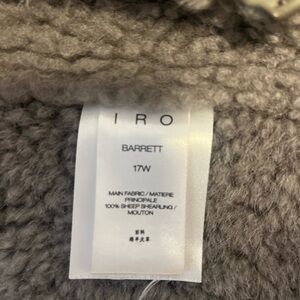 IRO
BARRETT
17W
MAIN FABRIC / MATIERE
PRINCIPALE
100% SHEEP SHEARLING /
MOUTON